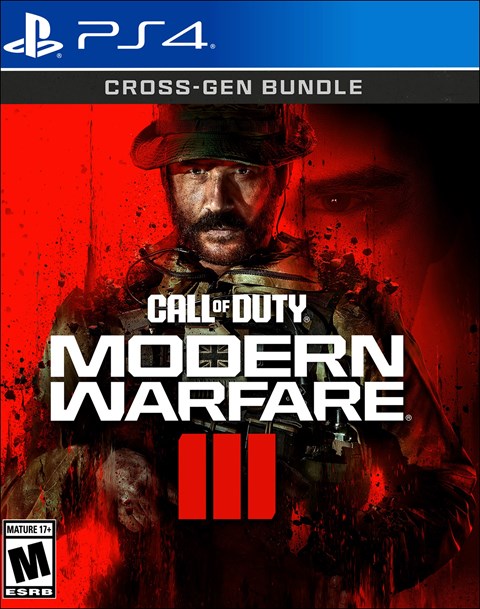 PS4
CROSS-GEN BUNDLE
CALL OF DUTY
MODERN
WARFARE®
III
MATURE 17+
M
ESRB